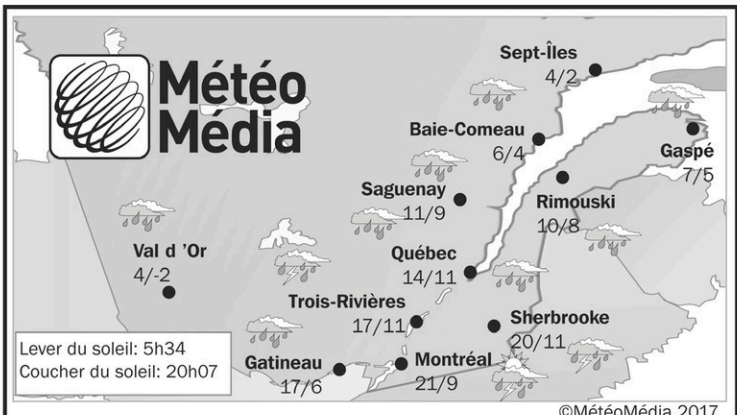 Météo
Média
Sept-Îles
4/2
Baie-Comeau
6/4
Gaspé
7/5
Saguenay
11/9
Rimouski
10/8
Val d 'Or
4/-2
Québec
14/11
Trois-Rivières
17/11
Sherbrooke
20/11
Gatineau
17/6
Montréal
21/9
Lever du soleil: 5h34
Coucher du soleil: 20h07
©MétéoMédia 2017